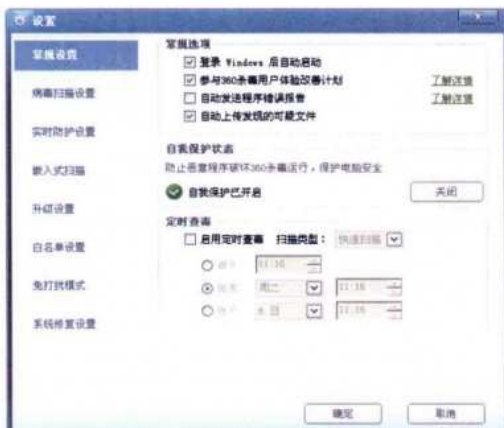 设置
常规设置
病毒扫描设置
实时防护设置
嵌入式扫描
升级设置
白名单设置
免打扰模式
系统修复设置
常规选项
登录 Windows 后自动启动
参与360杀毒用户体验改善计划 了解详情
自动发送程序错误报告 了解详情
自动上传发现的可疑文件
自我保护状态
防止恶意程序破坏360杀毒运行，保护电脑安全
自我保护已开启 关闭
定时查毒
启用定时查毒 扫描类型： 快速扫描
11:16
每周 周二 11:16
11:16
确定 取消